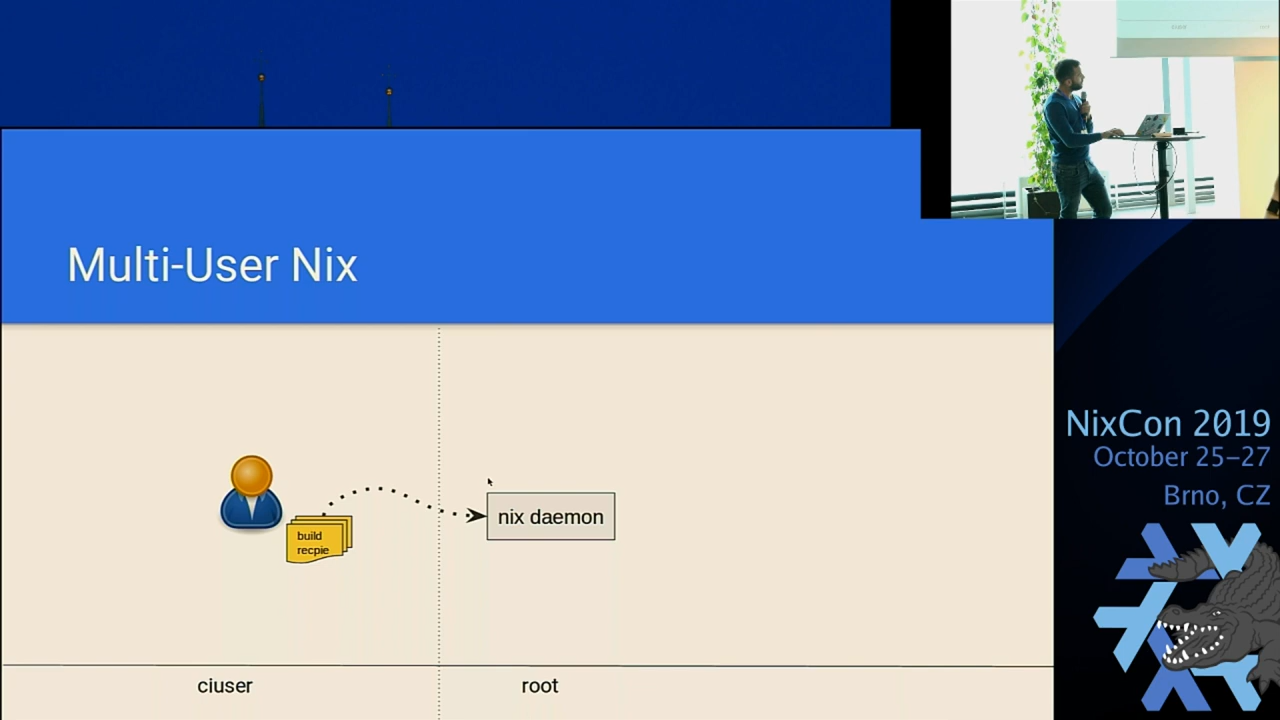 Multi-User Nix
build
recpie
nix daemon
ciuser
root
NixCon 2019
October 25–27
Brno, CZ